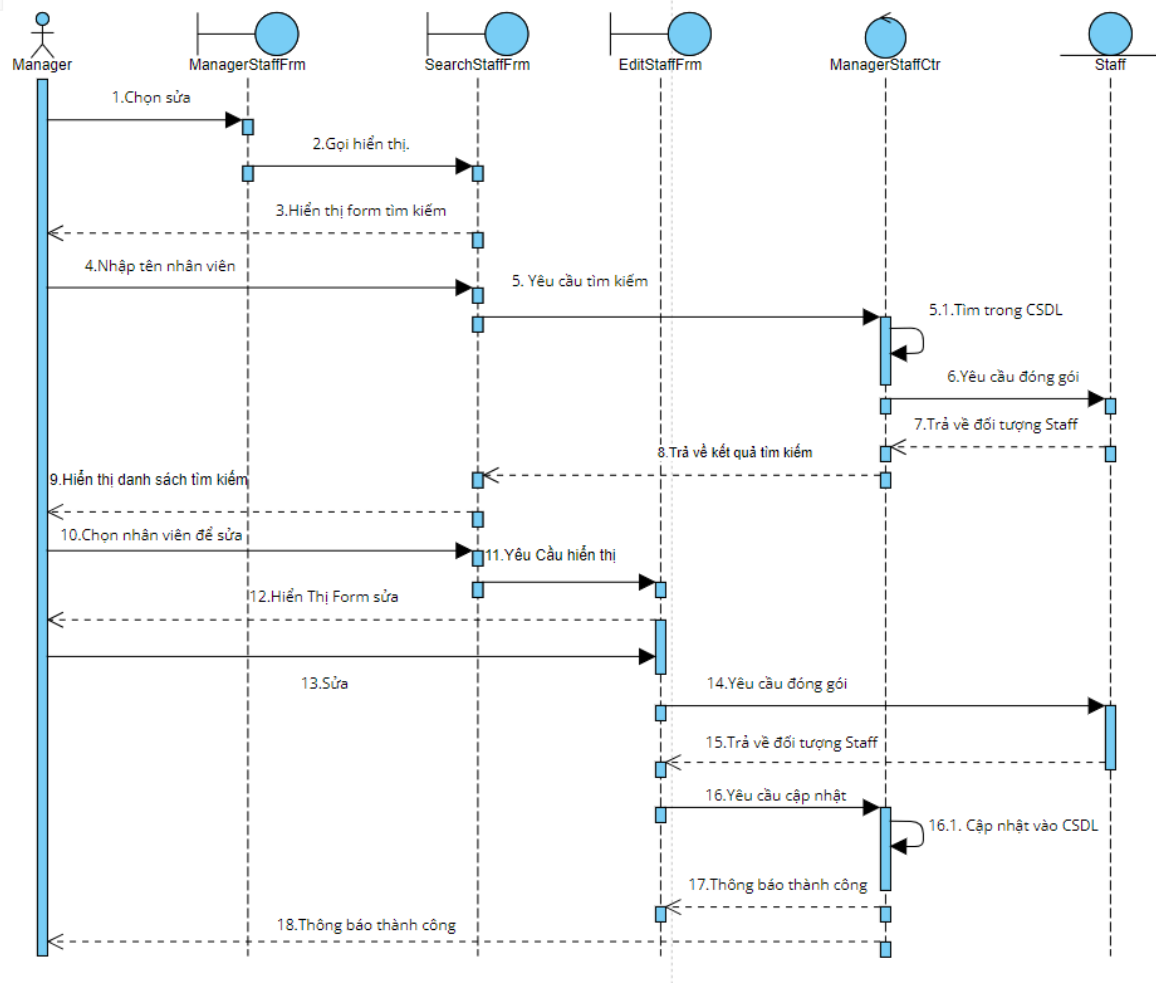 Manager
ManagerStaffFrm
SearchStaffFrm
EditStaffFrm
ManagerStaffCtr
Staff
1.Chọn sửa
2.Gọi hiển thị.
3.Hiển thị form tìm kiếm
4.Nhập tên nhân viên
5. Yêu cầu tìm kiếm
5.1.Tìm trong CSDL
6.Yêu cầu đóng gói
7.Trả về đối tượng Staff
8.Trả về kết quả tìm kiếm
9.Hiển thị danh sách tìm kiếm
10.Chọn nhân viên để sửa
11.Yêu Cầu hiển thị
12.Hiển Thị Form sửa
13.Sửa
14.Yêu cầu đóng gói
15.Trả về đối tượng Staff
16.Yêu cầu cập nhật
16.1. Cập nhật vào CSDL
17.Thông báo thành công
18.Thông báo thành công